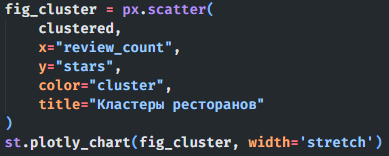 fig_cluster = px.scatter(
    clustered,
    x="review_count",
    y="stars",
    color="cluster",
    title="Кластеры ресторанов"
)
st.plotly_chart(fig_cluster, width='stretch')